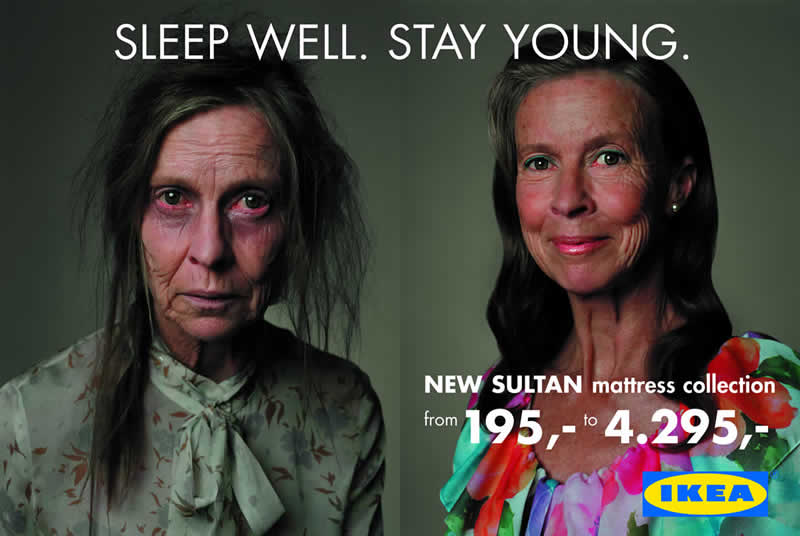 SLEEP WELL. STAY YOUNG.
NEW SULTAN mattress collection
from 195,- to 4.295,-
IKEA